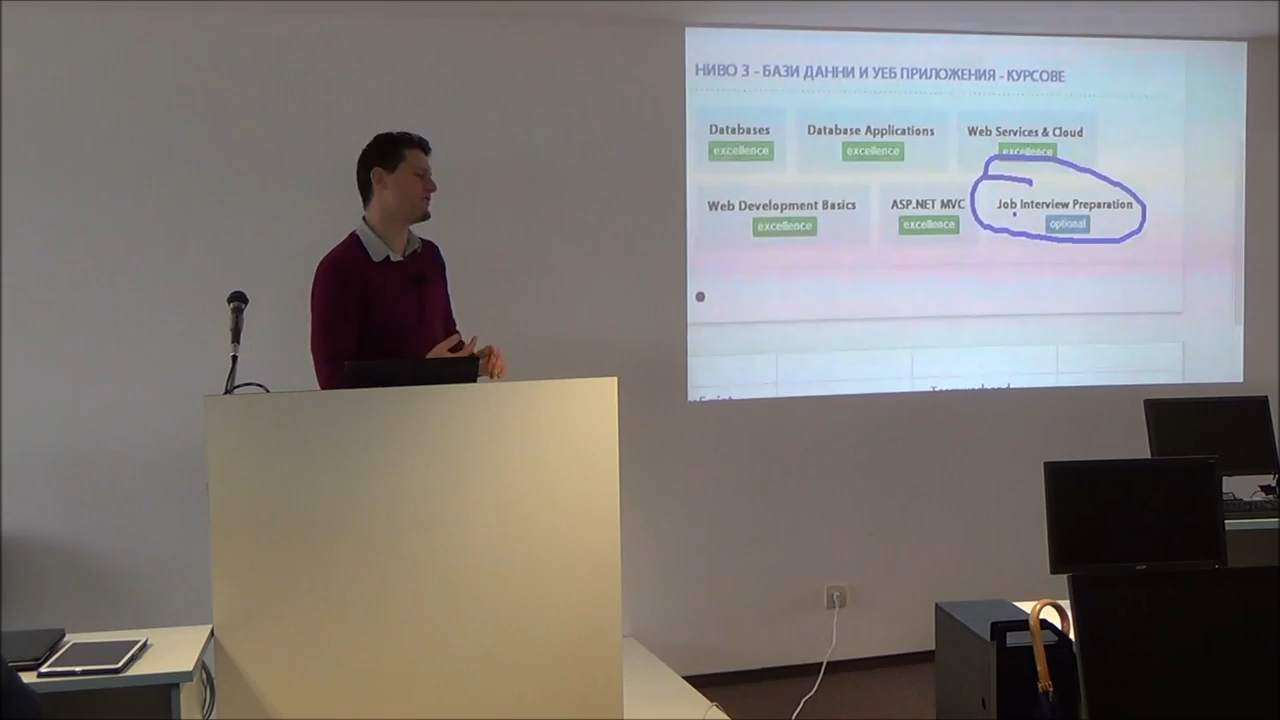 НИВО 3 - БАЗИ ДАННИ И УЕБ ПРИЛОЖЕНИЯ - КУРСОВЕ
Databases Database Applications Web Services & Cloud
excellence excellence excellence
Web Development Basics ASP.NET MVC Job Interview Preparation
excellence excellence optional